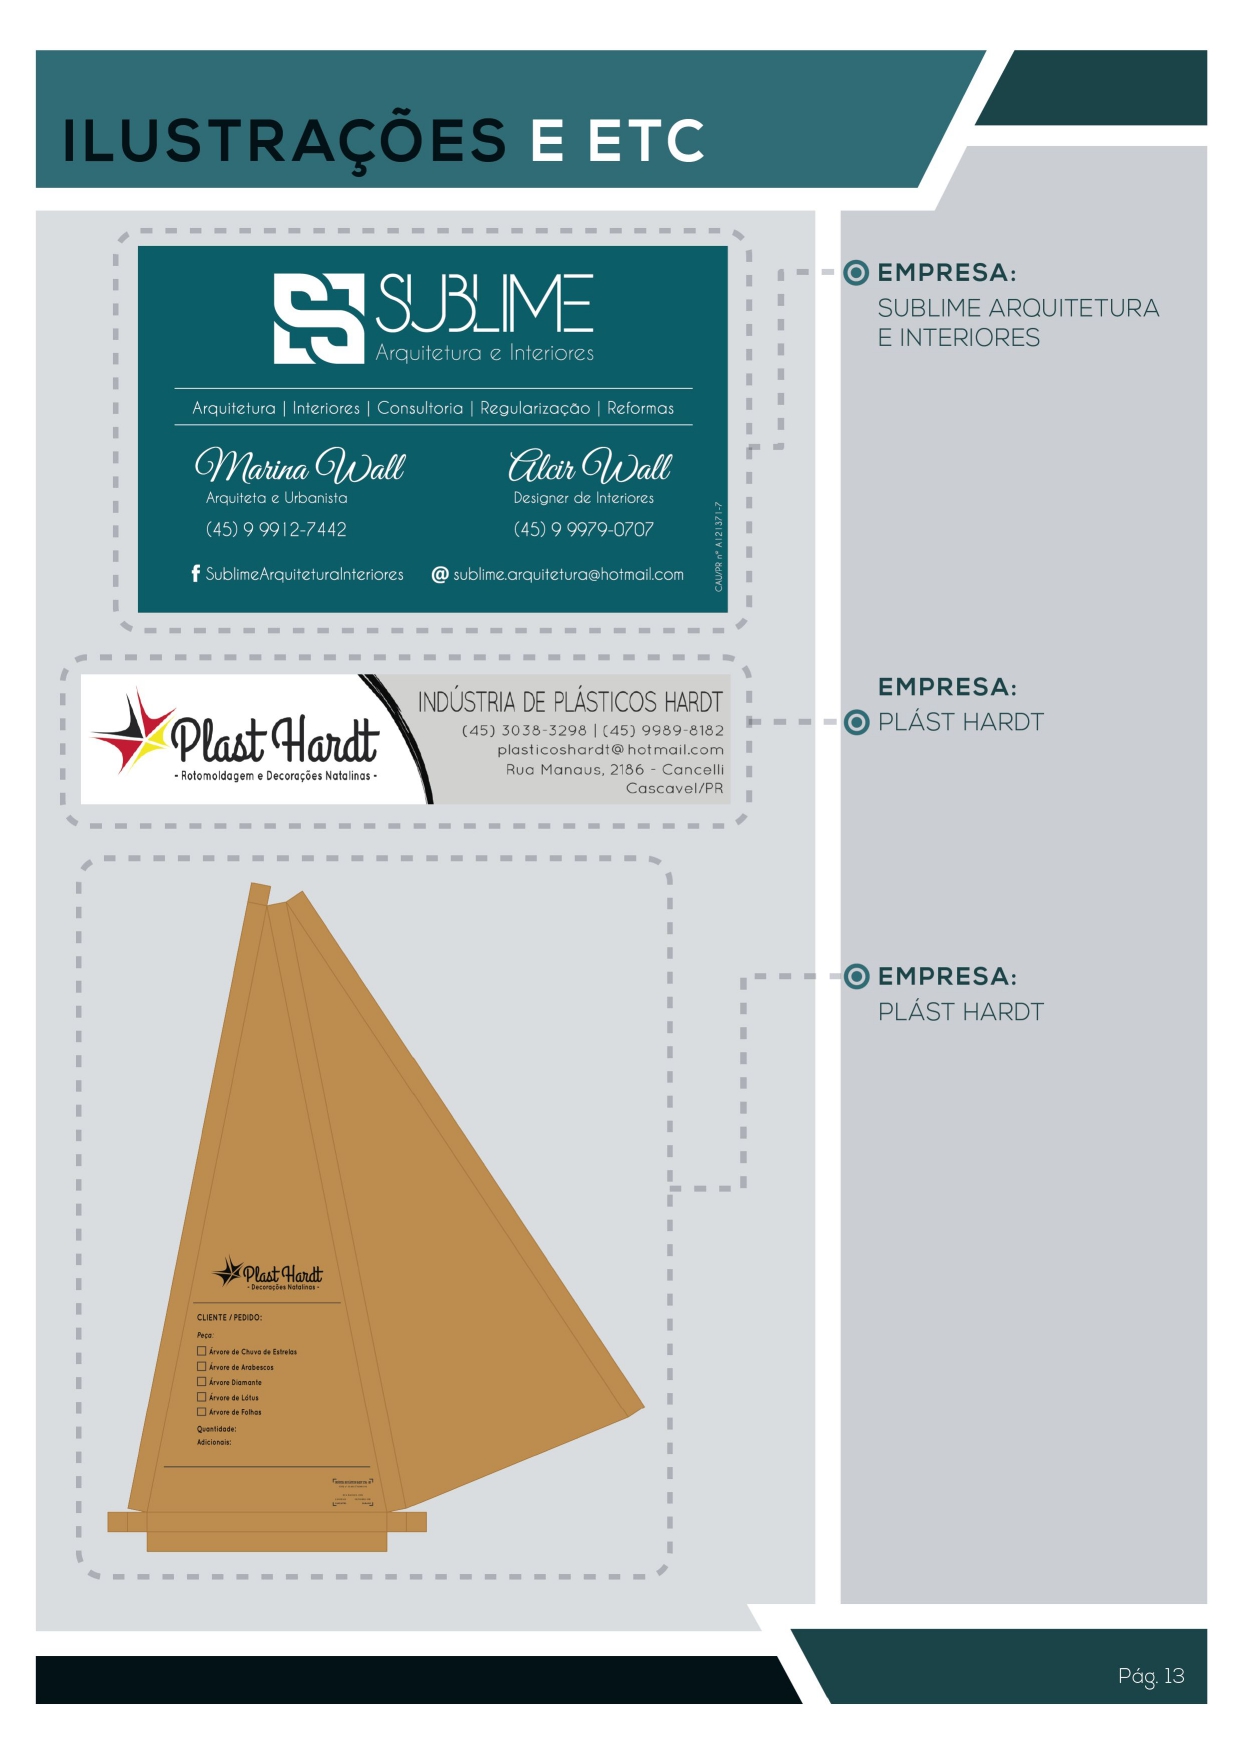 ILUSTRAÇÕES E ETC
SUBLIME
Arquitetura e Interiores
Arquitetura | Interiores | Consultoria | Regularização | Reformas
Marina Wall
Arquiteta e Urbanista
(45) 9 9912-7442
Alcir Wall
Designer de Interiores
(45) 9 9979-0707
CAU/PR nº A121371-7
f SublimeArquiteturaInteriores
@ sublime.arquitetura@hotmail.com
EMPRESA:
SUBLIME ARQUITETURA
E INTERIORES
Plast Hardt
- Rotomoldagem e Decorações Natalinas -
INDÚSTRIA DE PLÁSTICOS HARDT
(45) 3038-3298 | (45) 9989-8182
plasticoshardt@hotmail.com
Rua Manaus, 2186 - Cancelli
Cascavel/PR
EMPRESA:
PLÁST HARDT
Plast Hardt
- Decorações Natalinas -
CLIENTE / PEDIDO:
Peça:
Árvore de Chuva de Estrelas
Árvore de Arabescos
Árvore Diamante
Árvore de Lótus
Árvore de Folhas
Quantidade:
Adicionais:
EMPRESA:
PLÁST HARDT
Pág. 13